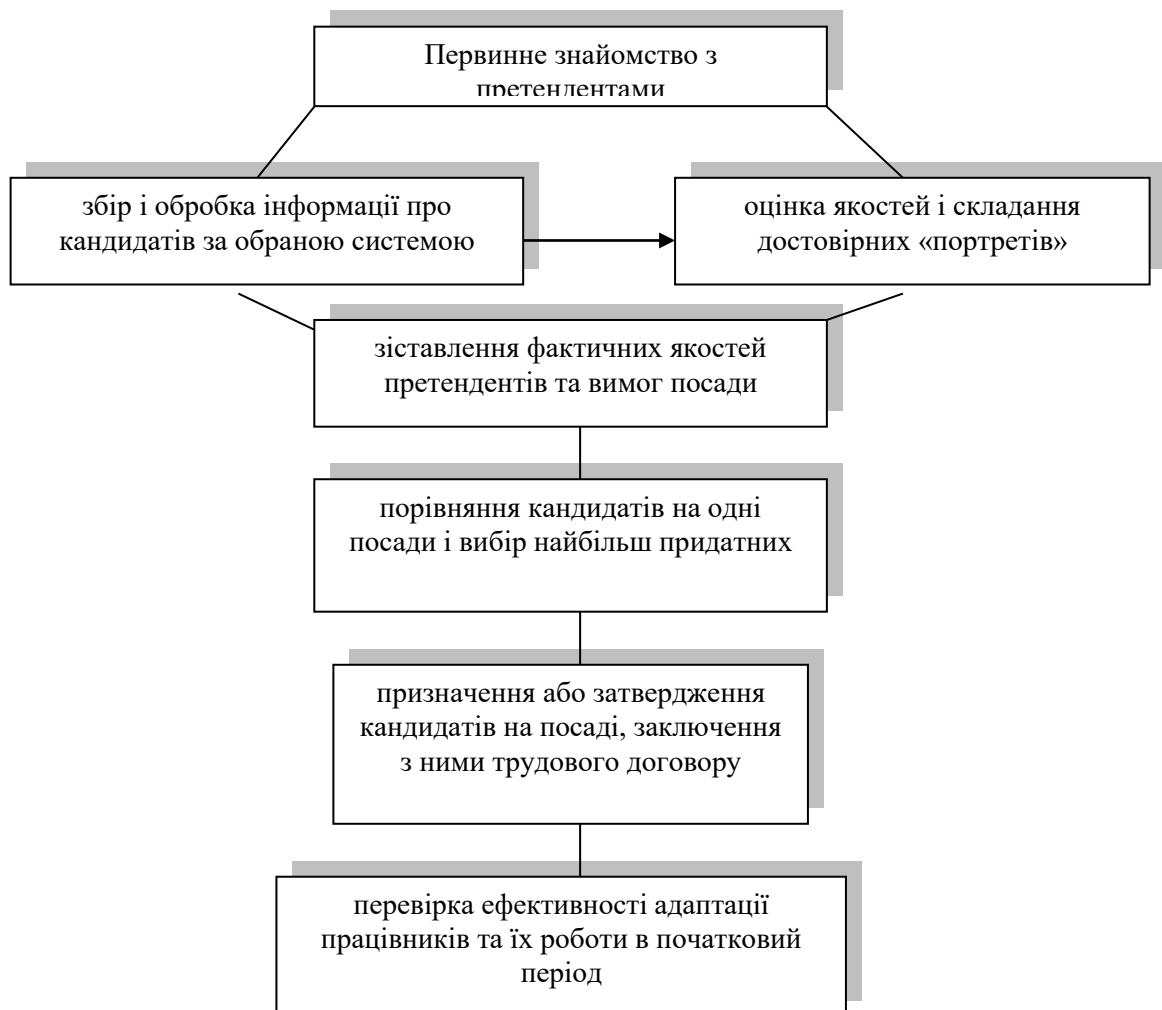 Первинне знайомство з
претендентами
збір і обробка інформації про
кандидатів за обраною системою
оцінка якостей і складання
достовірних «портретів»
зіставлення фактичних якостей
претендентів та вимог посади
порівняння кандидатів на одні
посади і вибір найбільш придатних
призначення або затвердження
кандидатів на посаді, заключення
з ними трудового договору
перевірка ефективності адаптації
працівників та їх роботи в початковий
період